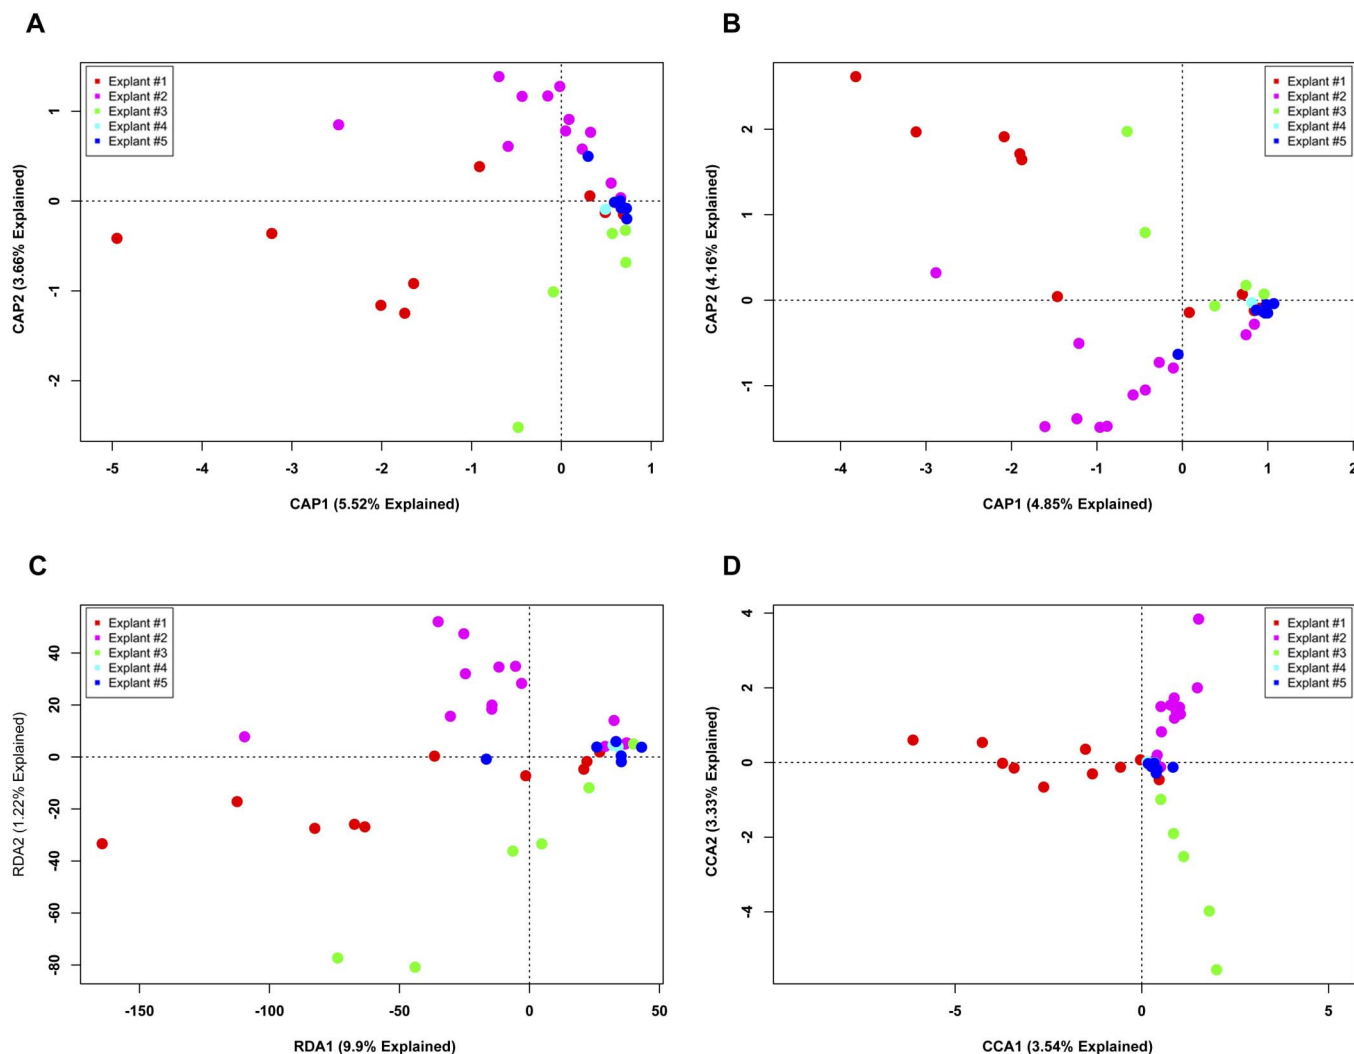 A
Explant #1
Explant #2
Explant #3
Explant #4
Explant #5
CAP2 (3.66% Explained)
1
0
-1
-2
-5 -4 -3 -2 -1 0 1
CAP1 (5.52% Explained)
B
Explant #1
Explant #2
Explant #3
Explant #4
Explant #5
CAP2 (4.16% Explained)
2
1
0
-1
-4 -3 -2 -1 0 1 2
CAP1 (4.85% Explained)
C
Explant #1
Explant #2
Explant #3
Explant #4
Explant #5
RDA2 (1.22% Explained)
40
20
0
-20
-40
-60
-80
-150 -100 -50 0 50
RDA1 (9.9% Explained)
D
Explant #1
Explant #2
Explant #3
Explant #4
Explant #5
CCA2 (3.33% Explained)
4
2
0
-2
-4
-5 0 5
CCA1 (3.54% Explained)